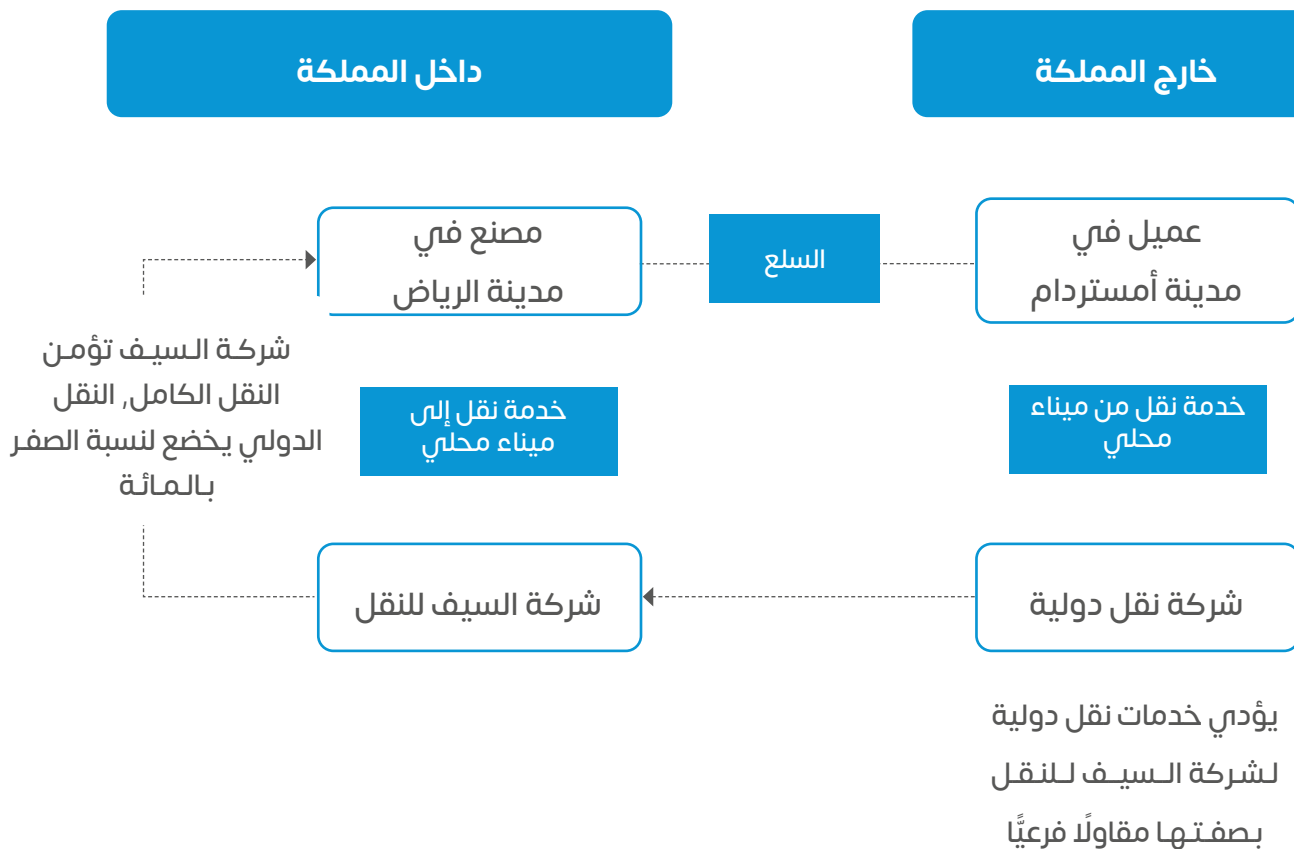 خارج المملكة
داخل المملكة
عميل في
مدينة أمستردام
السلع
مصنع في
مدينة الرياض
شركة السيف تؤمن
النقل الكامل, النقل
الدولي يخضع لنسبة الصفر
بالمائة
خدمة نقل من ميناء
محلي
خدمة نقل إلى
ميناء محلي
شركة نقل دولية
شركة السيف للنقل
يؤدي خدمات نقل دولية
لشركة السيف للنقل
بصفتها مقاولًا فرعيًّا